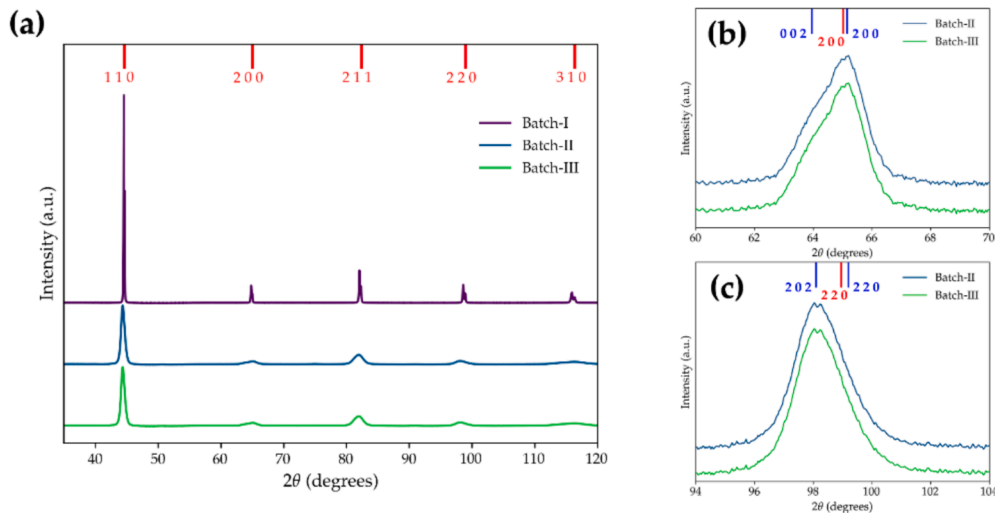 (a)
110 200 211 220 310
Batch-I
Batch-II
Batch-III
Intensity (a.u.)
40 50 60 70 80 90 100 110 120
2θ (degrees)
(b)
002 200 200
Batch-II
Batch-III
Intensity (a.u.)
60 62 64 66 68 70
2θ (degrees)
(c)
202 220 220
Batch-II
Batch-III
Intensity (a.u.)
94 96 98 100 102 104
2θ (degrees)